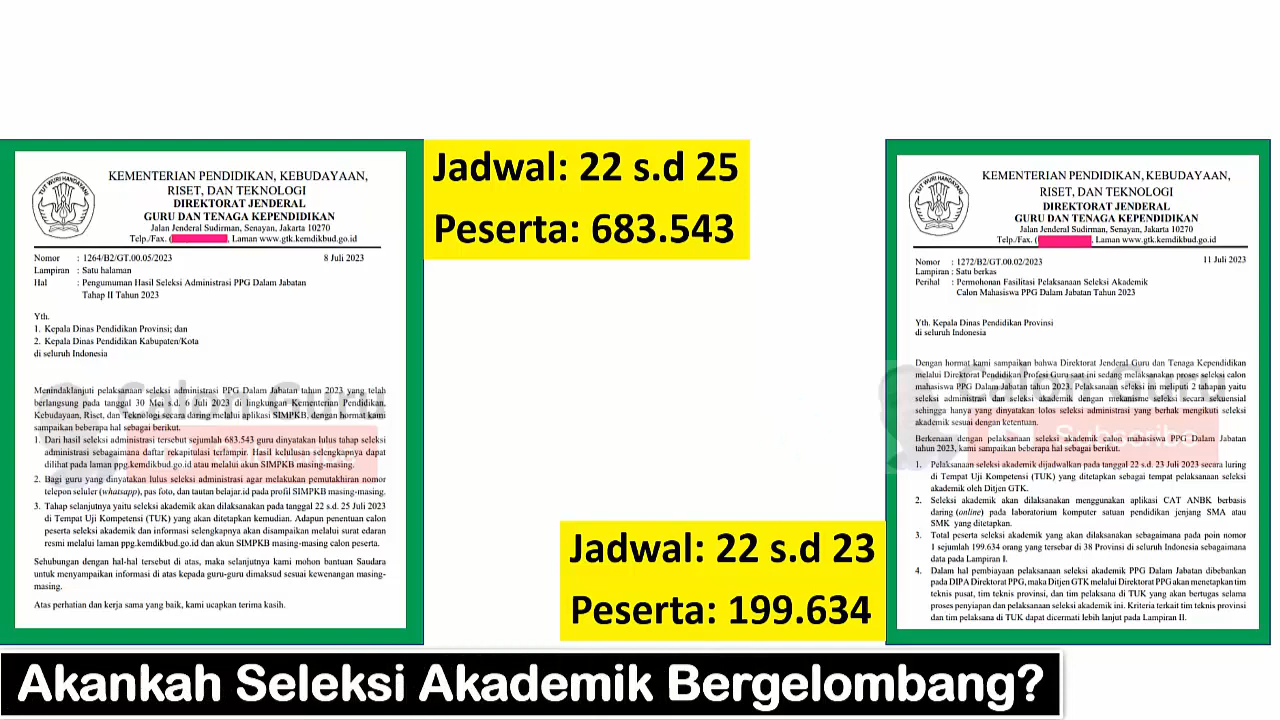 KEMENTERIAN PENDIDIKAN, KEBUDAYAAN,
RISET, DAN TEKNOLOGI
DIREKTORAT JENDERAL
GURU DAN TENAGA KEPENDIDIKAN
Jalan Jenderal Sudirman, Senayan, Jakarta 10270
Telp./Fax. ( , Laman www.gtk.kemdikbud.go.id
Nomor : 1264/B2/GT.00.05/2023 8 Juli 2023
Lampiran : Satu halaman
Hal : Pengumuman Hasil Seleksi Administrasi PPG Dalam Jabatan
Tahap II Tahun 2023
Yth.
1. Kepala Dinas Pendidikan Provinsi; dan
2. Kepala Dinas Pendidikan Kabupaten/Kota
di seluruh Indonesia
Menindaklanjuti pelaksanaan seleksi administrasi PPG Dalam Jabatan tahun 2023 yang telah
berlangsung pada tanggal 30 Mei s.d. 6 Juli 2023 di lingkungan Kementerian Pendidikan,
Kebudayaan, Riset, dan Teknologi secara daring melalui aplikasi SIMPKB, dengan hormat kami
sampaikan beberapa hal sebagai berikut.
1. Dari hasil seleksi administrasi tersebut sejumlah 683.543 guru dinyatakan lulus tahap seleksi
administrasi sebagaimana daftar rekapitulasi terlampir. Hasil kelulusan selengkapnya dapat
dilihat pada laman ppg.kemdikbud.go.id atau melalui akun SIMPKB masing-masing.
2. Bagi guru yang dinyatakan lulus seleksi administrasi agar melakukan pemutakhiran nomor
telepon seluler (whatsapp), pas foto, dan tautan belajar.id pada profil SIMPKB masing-masing.
3. Tahap selanjutnya yaitu seleksi akademik akan dilaksanakan pada tanggal 22 s.d. 25 Juli 2023
di Tempat Uji Kompetensi (TUK) yang akan ditetapkan kemudian. Adapun penentuan calon
peserta seleksi akademik dan informasi selengkapnya akan disampaikan melalui surat edaran
resmi melalui laman ppg.kemdikbud.go.id dan akun SIMPKB masing-masing calon peserta.
Sehubungan dengan hal-hal tersebut di atas, maka selanjutnya kami mohon bantuan Saudara
untuk menyampaikan informasi di atas kepada guru-guru dimaksud sesuai kewenangan masing-
masing.
Atas perhatian dan kerja sama yang baik, kami ucapkan terima kasih.
Calon Guru
Subscribe
Jadwal: 22 s.d 25
Peserta: 683.543
Jadwal: 22 s.d 23
Peserta: 199.634
KEMENTERIAN PENDIDIKAN, KEBUDAYAAN,
RISET, DAN TEKNOLOGI
DIREKTORAT JENDERAL
GURU DAN TENAGA KEPENDIDIKAN
Jalan Jenderal Sudirman, Senayan, Jakarta 10270
Telp./Fax. ( , Laman www.gtk.kemdikbud.go.id
Nomor : 1272/B2/GT.00.02/2023 11 Juli 2023
Lampiran : Satu berkas
Perihal : Permohonan Fasilitasi Pelaksanaan Seleksi Akademik
Calon Mahasiswa PPG Dalam Jabatan Tahun 2023
Yth. Kepala Dinas Pendidikan Provinsi
di seluruh Indonesia
Dengan hormat kami sampaikan bahwa Direktorat Jenderal Guru dan Tenaga Kependidikan
melalui Direktorat Pendidikan Profesi Guru saat ini sedang melaksanakan proses seleksi calon
mahasiswa PPG Dalam Jabatan tahun 2023. Pelaksanaan seleksi ini meliputi 2 tahapan yaitu
seleksi administrasi dan seleksi akademik dengan mekanisme seleksi secara sekuensial
sehingga hanya yang dinyatakan lolos seleksi administrasi yang berhak mengikuti seleksi
akademik sesuai dengan ketentuan.
Berkenaan dengan pelaksanaan seleksi akademik calon mahasiswa PPG Dalam Jabatan
tahun 2023, kami sampaikan beberapa hal sebagai berikut.
1. Pelaksanaan seleksi akademik dijadwalkan pada tanggal 22 s.d. 23 Juli 2023 secara luring
di Tempat Uji Kompetensi (TUK) yang ditetapkan sebagai tempat pelaksanaan seleksi
akademik oleh Ditjen GTK.
2. Seleksi akademik akan dilaksanakan menggunakan aplikasi CAT ANBK berbasis
daring (online) pada laboratorium komputer satuan pendidikan jenjang SMA atau
SMK yang ditetapkan.
3. Total peserta seleksi akademik yang akan dilaksanakan sebagaimana pada poin nomor
1 sejumlah 199.634 orang yang tersebar di 38 Provinsi di seluruh Indonesia sebagaimana
data pada Lampiran I.
4. Dalam hal pembiayaan pelaksanaan seleksi akademik PPG Dalam Jabatan dibebankan
pada DIPA Direktorat PPG, maka Ditjen GTK melalui Direktorat PPG akan menetapkan tim
teknis pusat, tim teknis provinsi, dan tim pelaksana di TUK yang akan bertugas selama
proses penyiapan dan pelaksanaan seleksi akademik ini. Kriteria terkait tim teknis provinsi
dan tim pelaksana di TUK dapat dicermati lebih lanjut pada Lampiran II.
Calon Guru
Subscribe
Akankah Seleksi Akademik Bergelombang?